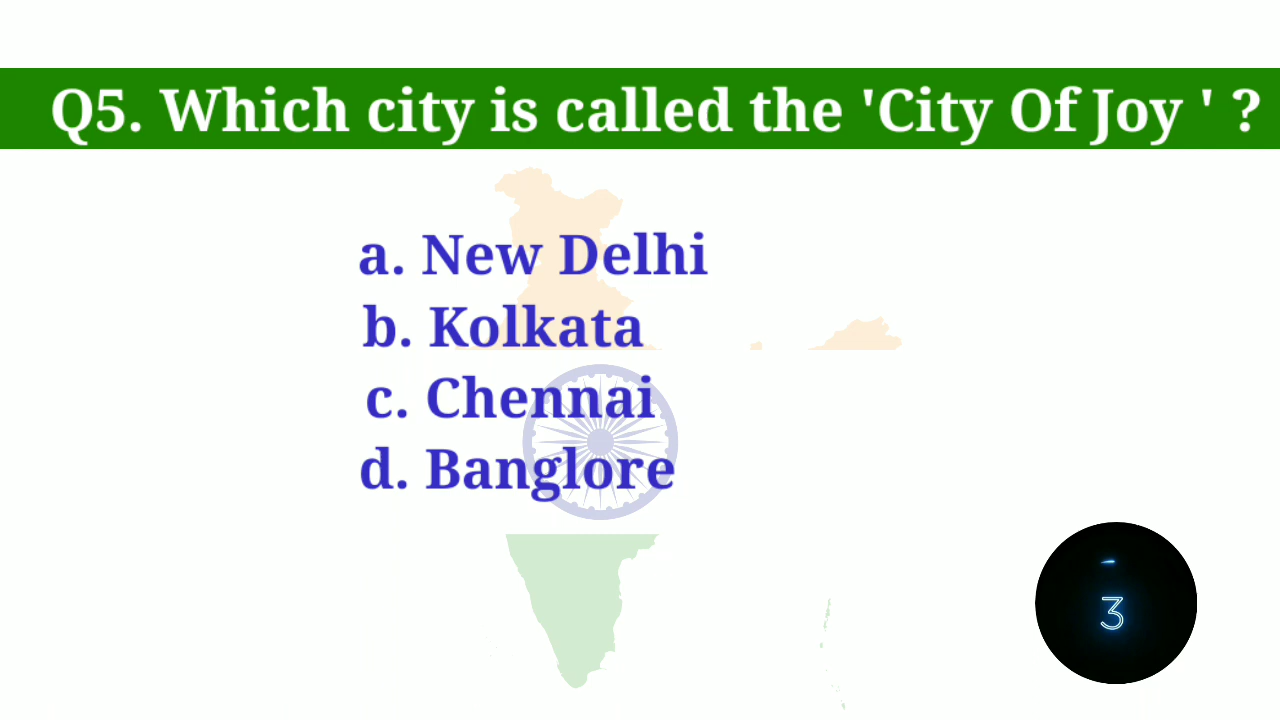 Q5. Which city is called the 'City Of Joy ' ?
a. New Delhi
b. Kolkata
c. Chennai
d. Banglore
3